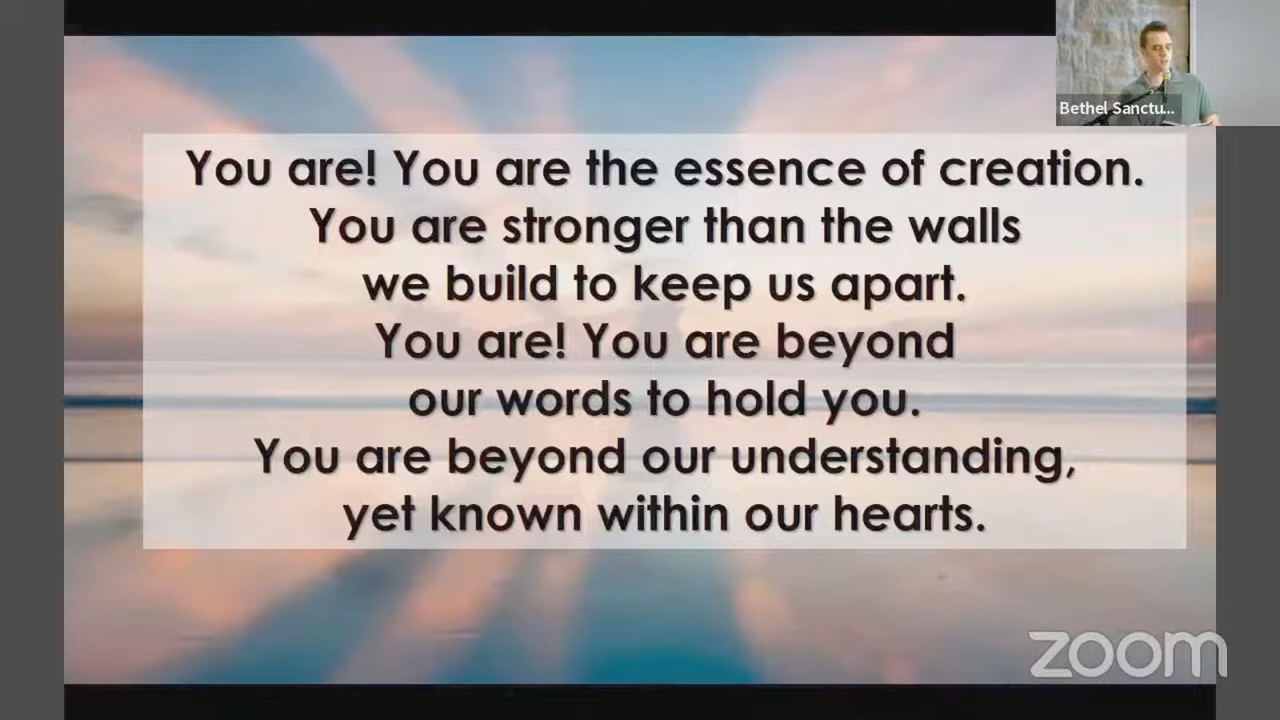 Bethel Sanctu...
You are! You are the essence of creation.
You are stronger than the walls
we build to keep us apart.
You are! You are beyond
our words to hold you.
You are beyond our understanding,
yet known within our hearts.
zoom